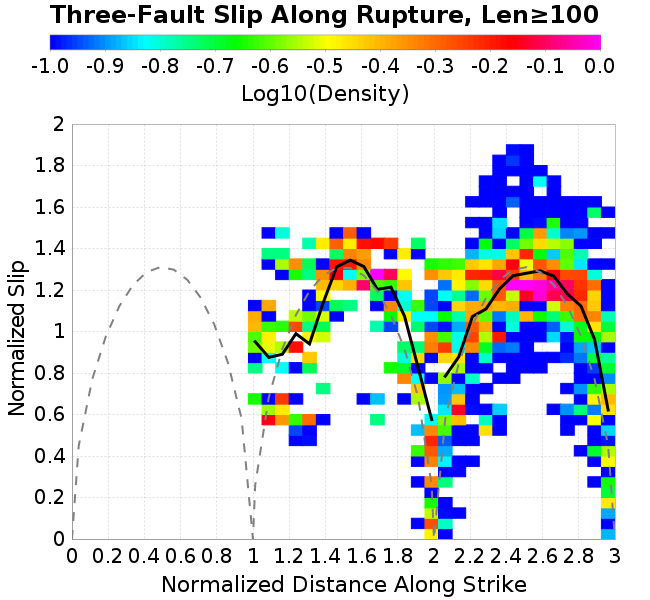 Three-Fault Slip Along Rupture, Len≥100
-1.0 -0.9 -0.8 -0.7 -0.6 -0.5 -0.4 -0.3 -0.2 -0.1 0.0
Log10(Density)
2
1.8
1.6
1.4
1.2
1
0.8
0.6
0.4
0.2
0
Normalized Slip
0 0.2 0.4 0.6 0.8 1 1.2 1.4 1.6 1.8 2 2.2 2.4 2.6 2.8 3
Normalized Distance Along Strike